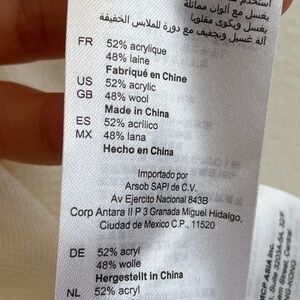 يغسل مع ألوان مماثلة
يغسل ويكوى مقلوبا
آلة غسيل وتجفيف مع دورة للملابس الخفيفة
FR 52% acrylique
48% laine
Fabriqué en Chine
US 52% acrylic
GB 48% wool
Made in China
ES 52% acrílico
MX 48% lana
Hecho en China
Importado por
Arsob SAPI de C.V.
Av Ejercito Nacional 843B
Corp Antara II P 3 Granada Miguel Hidalgo,
Ciudad de Mexico C.P., 11520
DE 52% acryl
48% wolle
Hergestellt in China
NL 52% acryl
CP ASIA Inc.